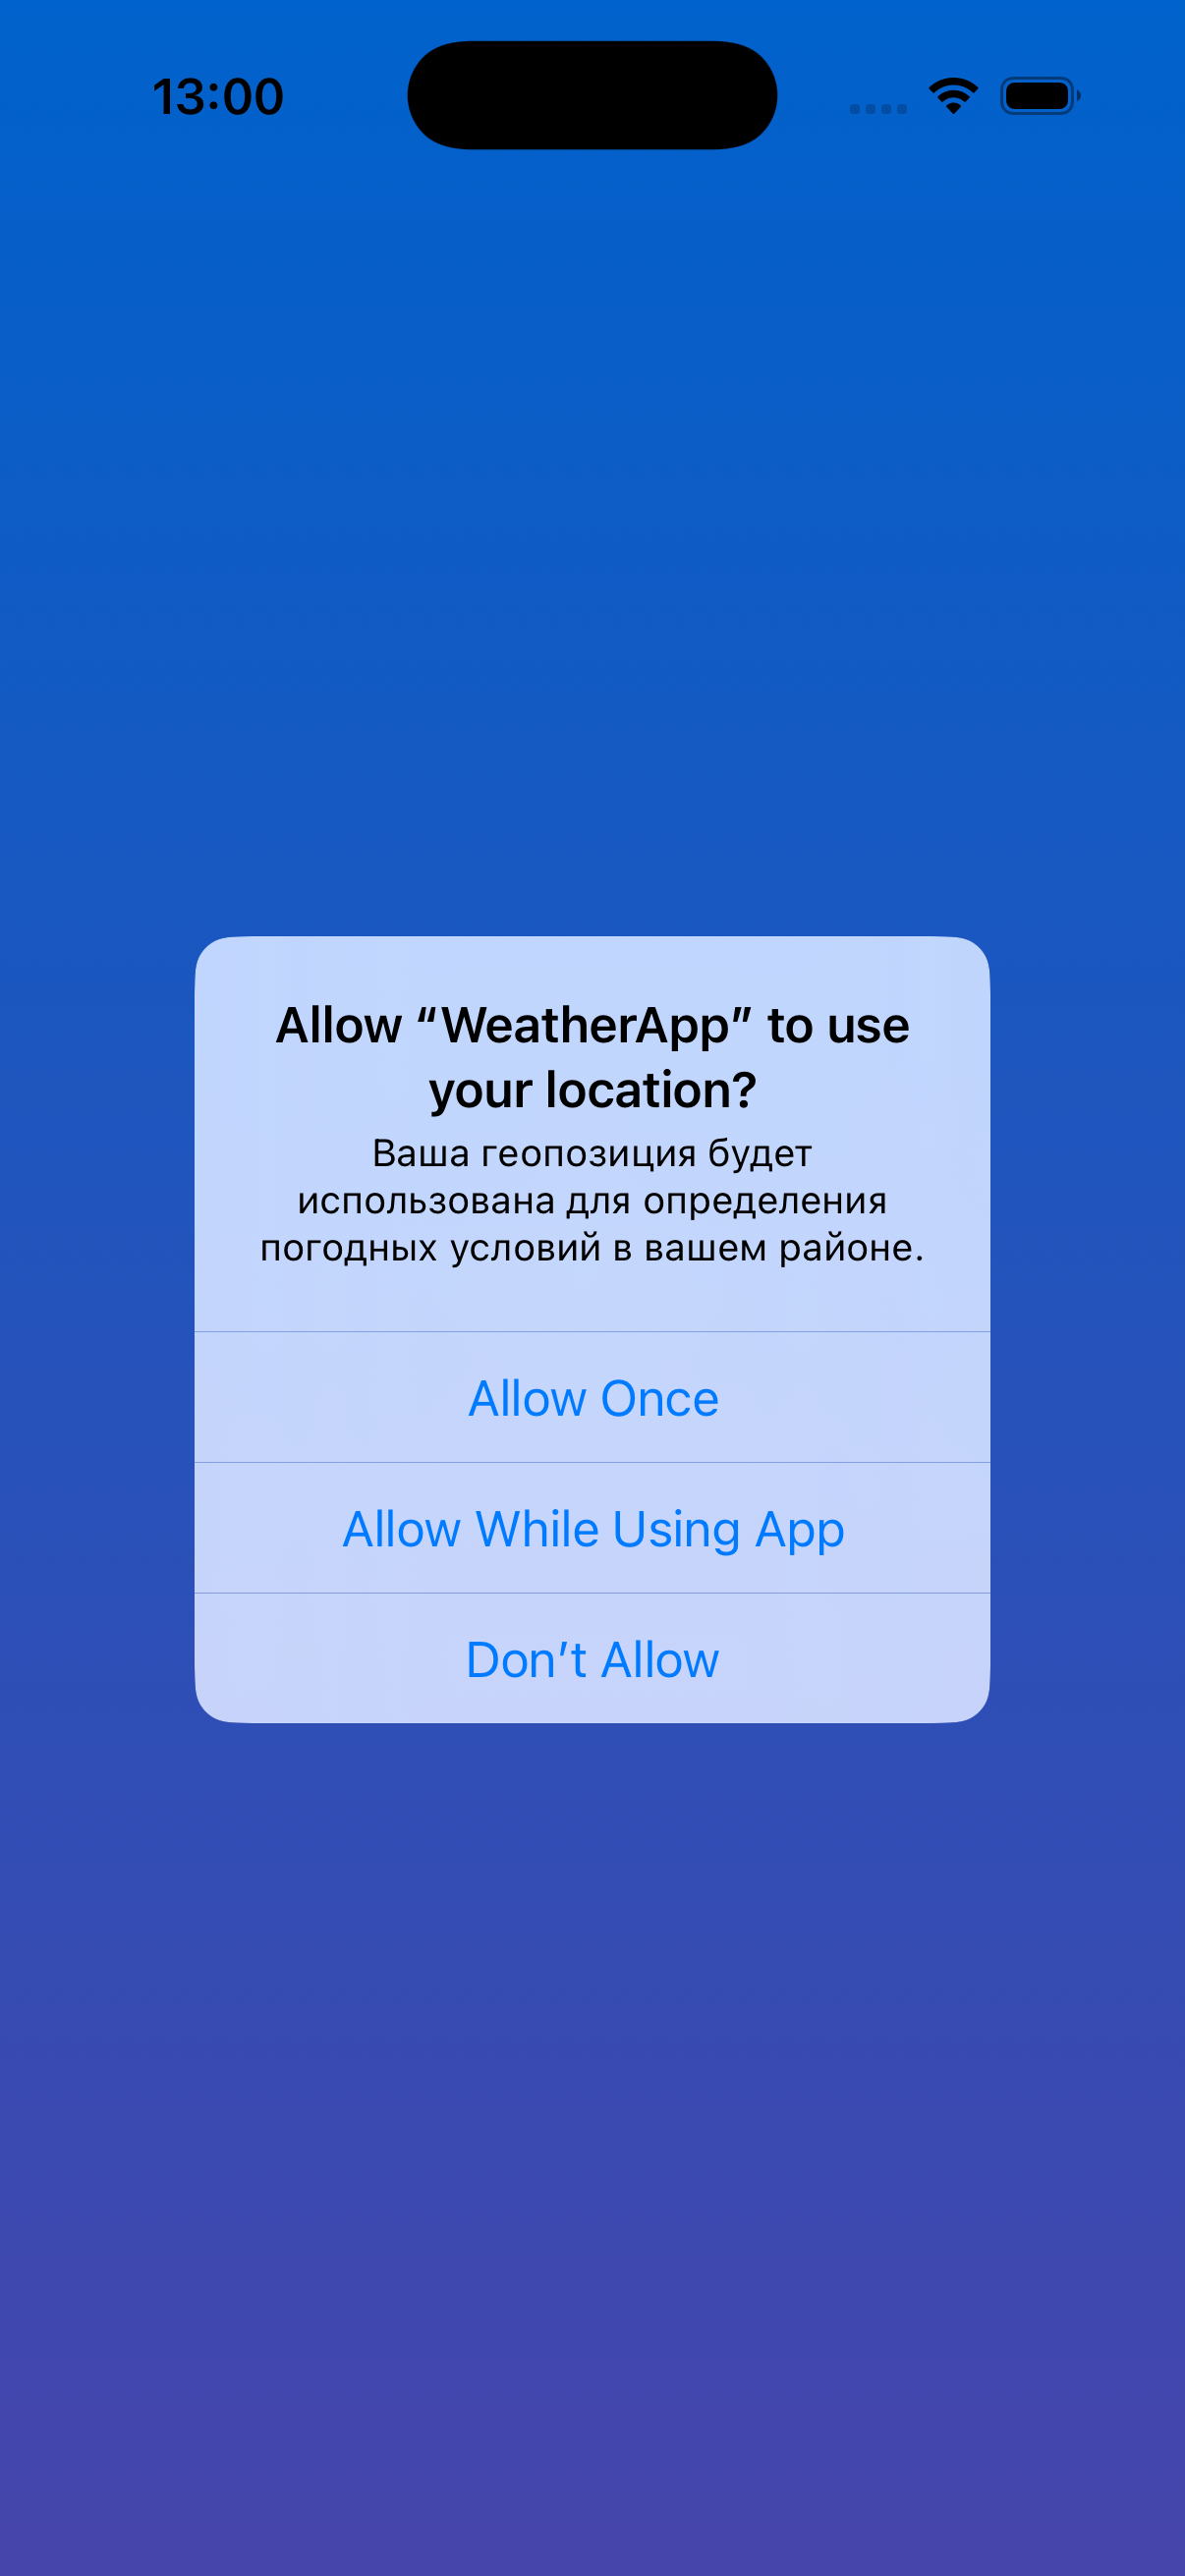 13:00
Allow “WeatherApp” to use
your location?
Ваша геопозиция будет
использована для определения
погодных условий в вашем районе.
Allow Once
Allow While Using App
Don’t Allow